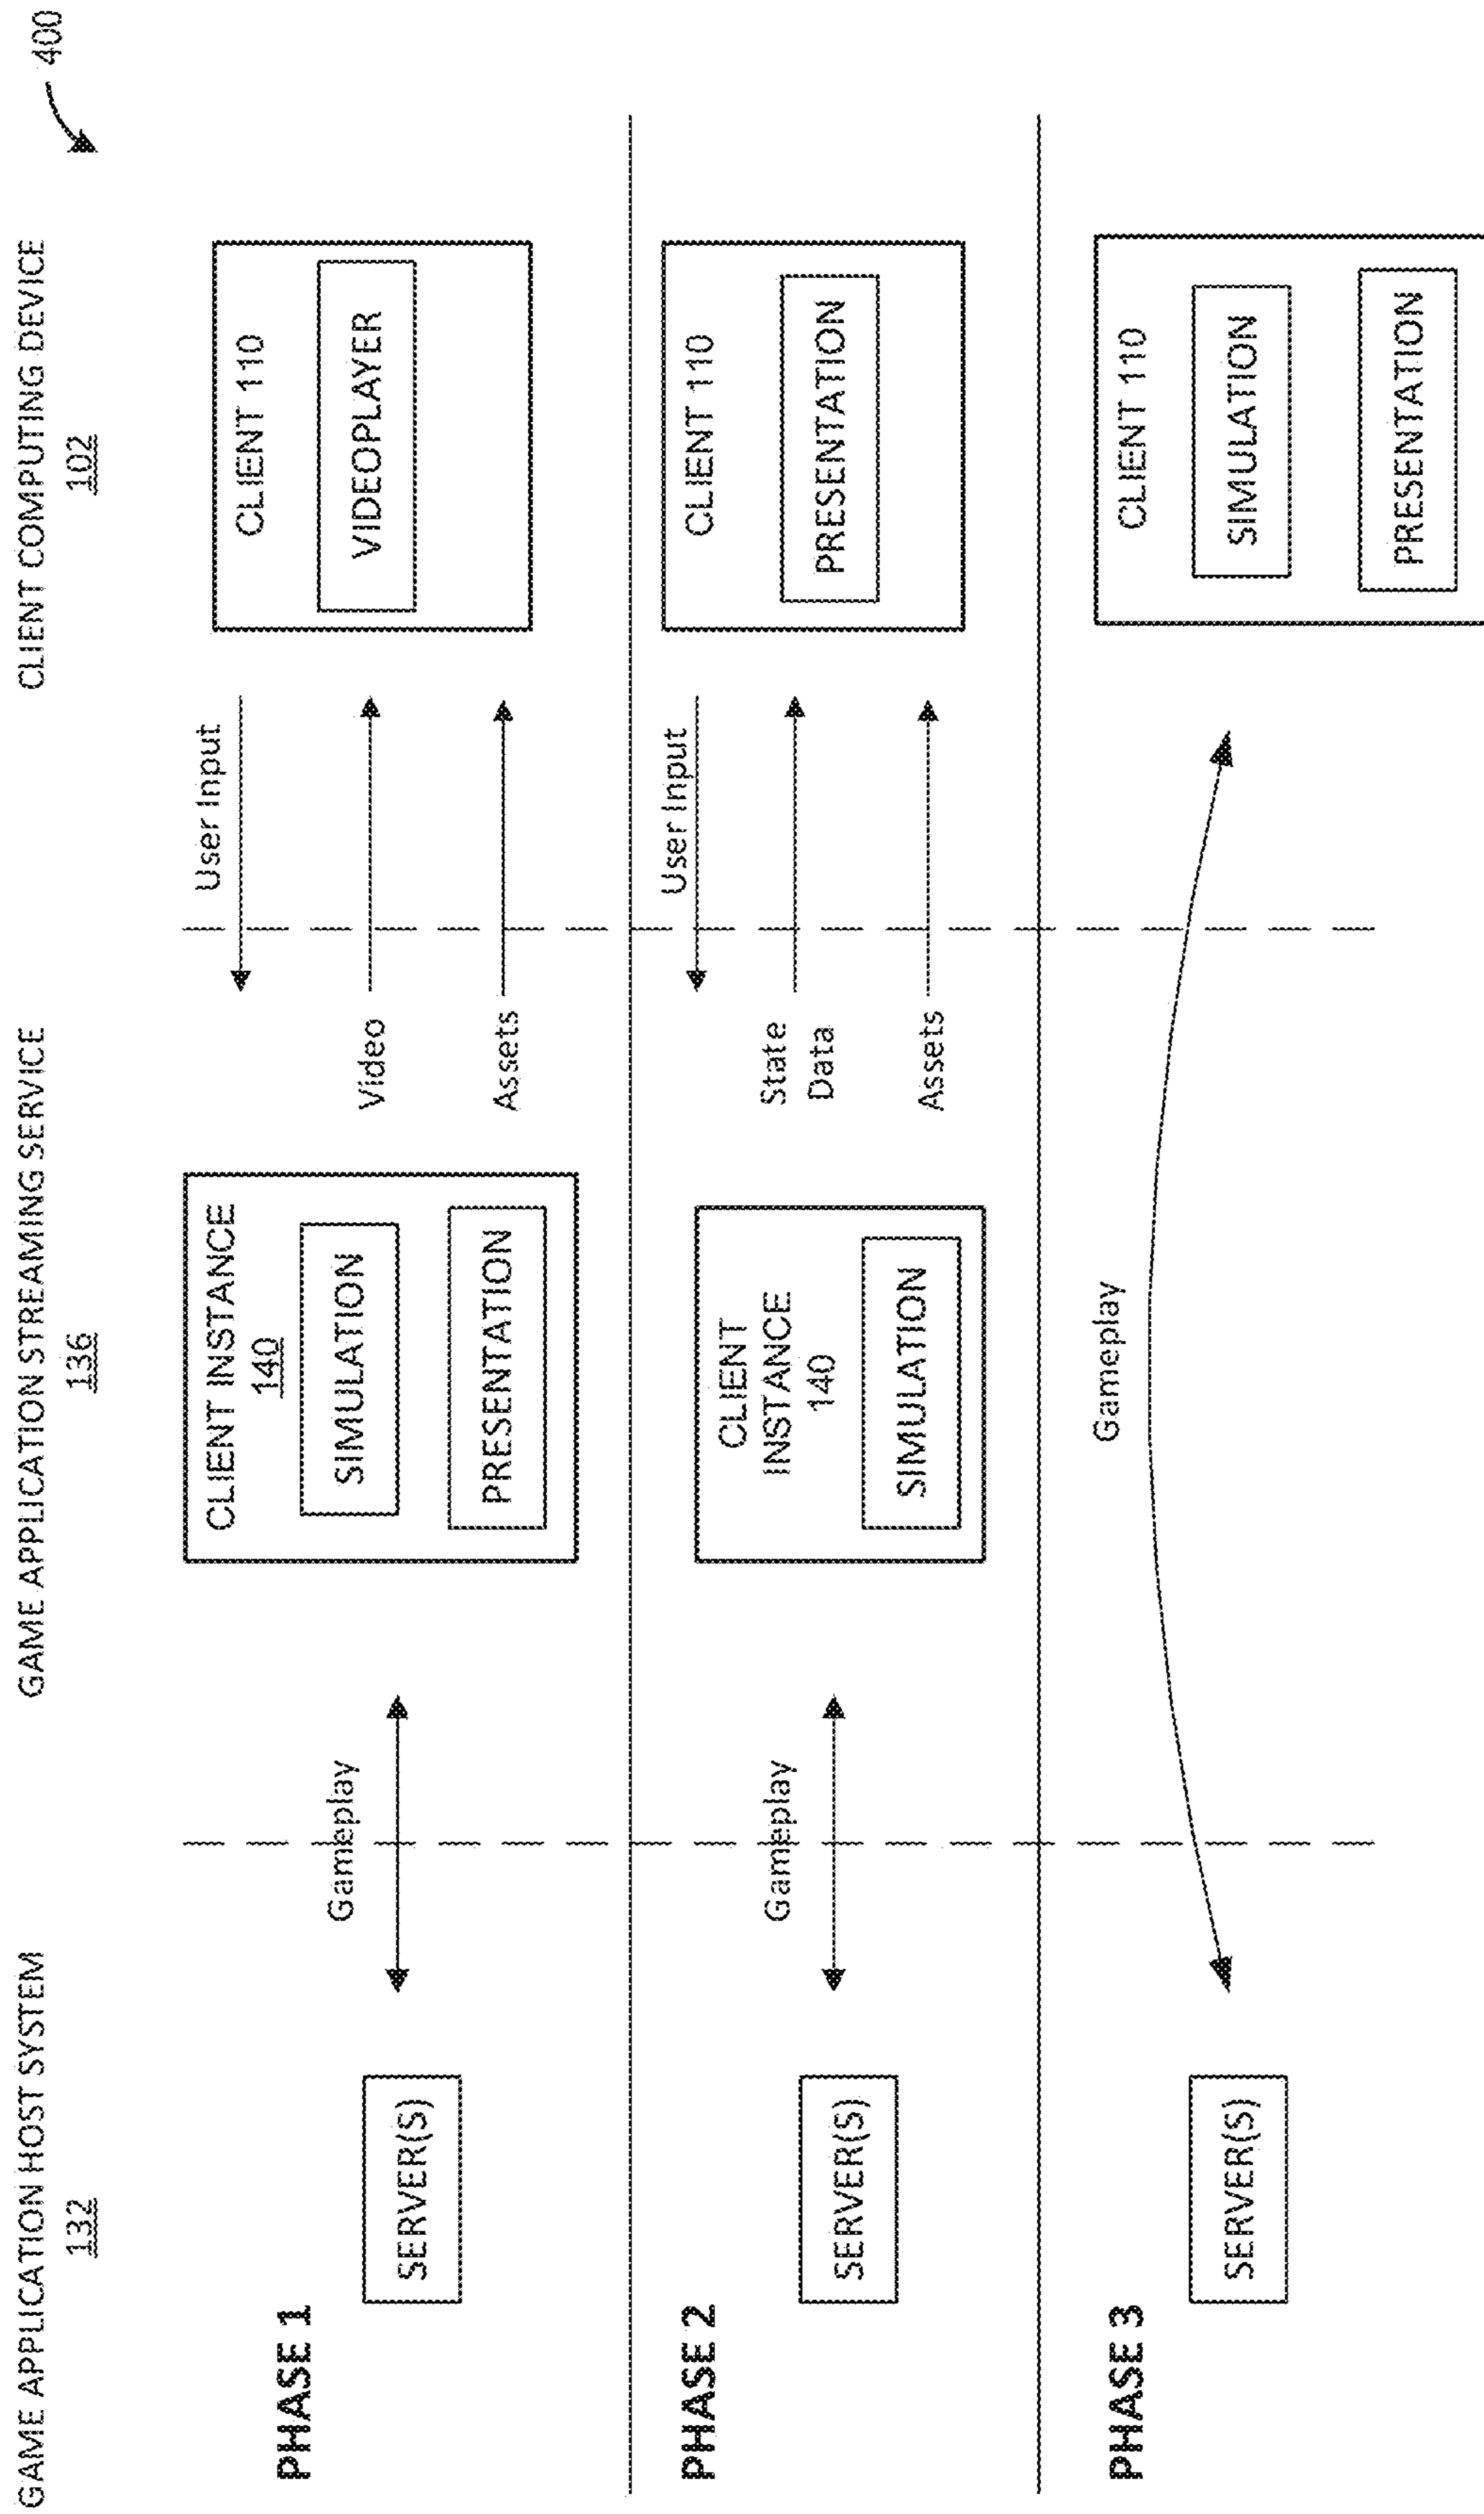 400
GAME APPLICATION HOST SYSTEM
132
GAME APPLICATION STREAMING SERVICE
136
CLIENT COMPUTING DEVICE
102
PHASE 1
SERVER(S)
Gameplay
CLIENT INSTANCE
140
SIMULATION
PRESENTATION
User Input
Video
Assets
CLIENT 110
VIDEOPLAYER
PHASE 2
SERVER(S)
Gameplay
CLIENT
INSTANCE
140
SIMULATION
User Input
State
Data
Assets
CLIENT 110
PRESENTATION
PHASE 3
SERVER(S)
Gameplay
CLIENT 110
SIMULATION
PRESENTATION